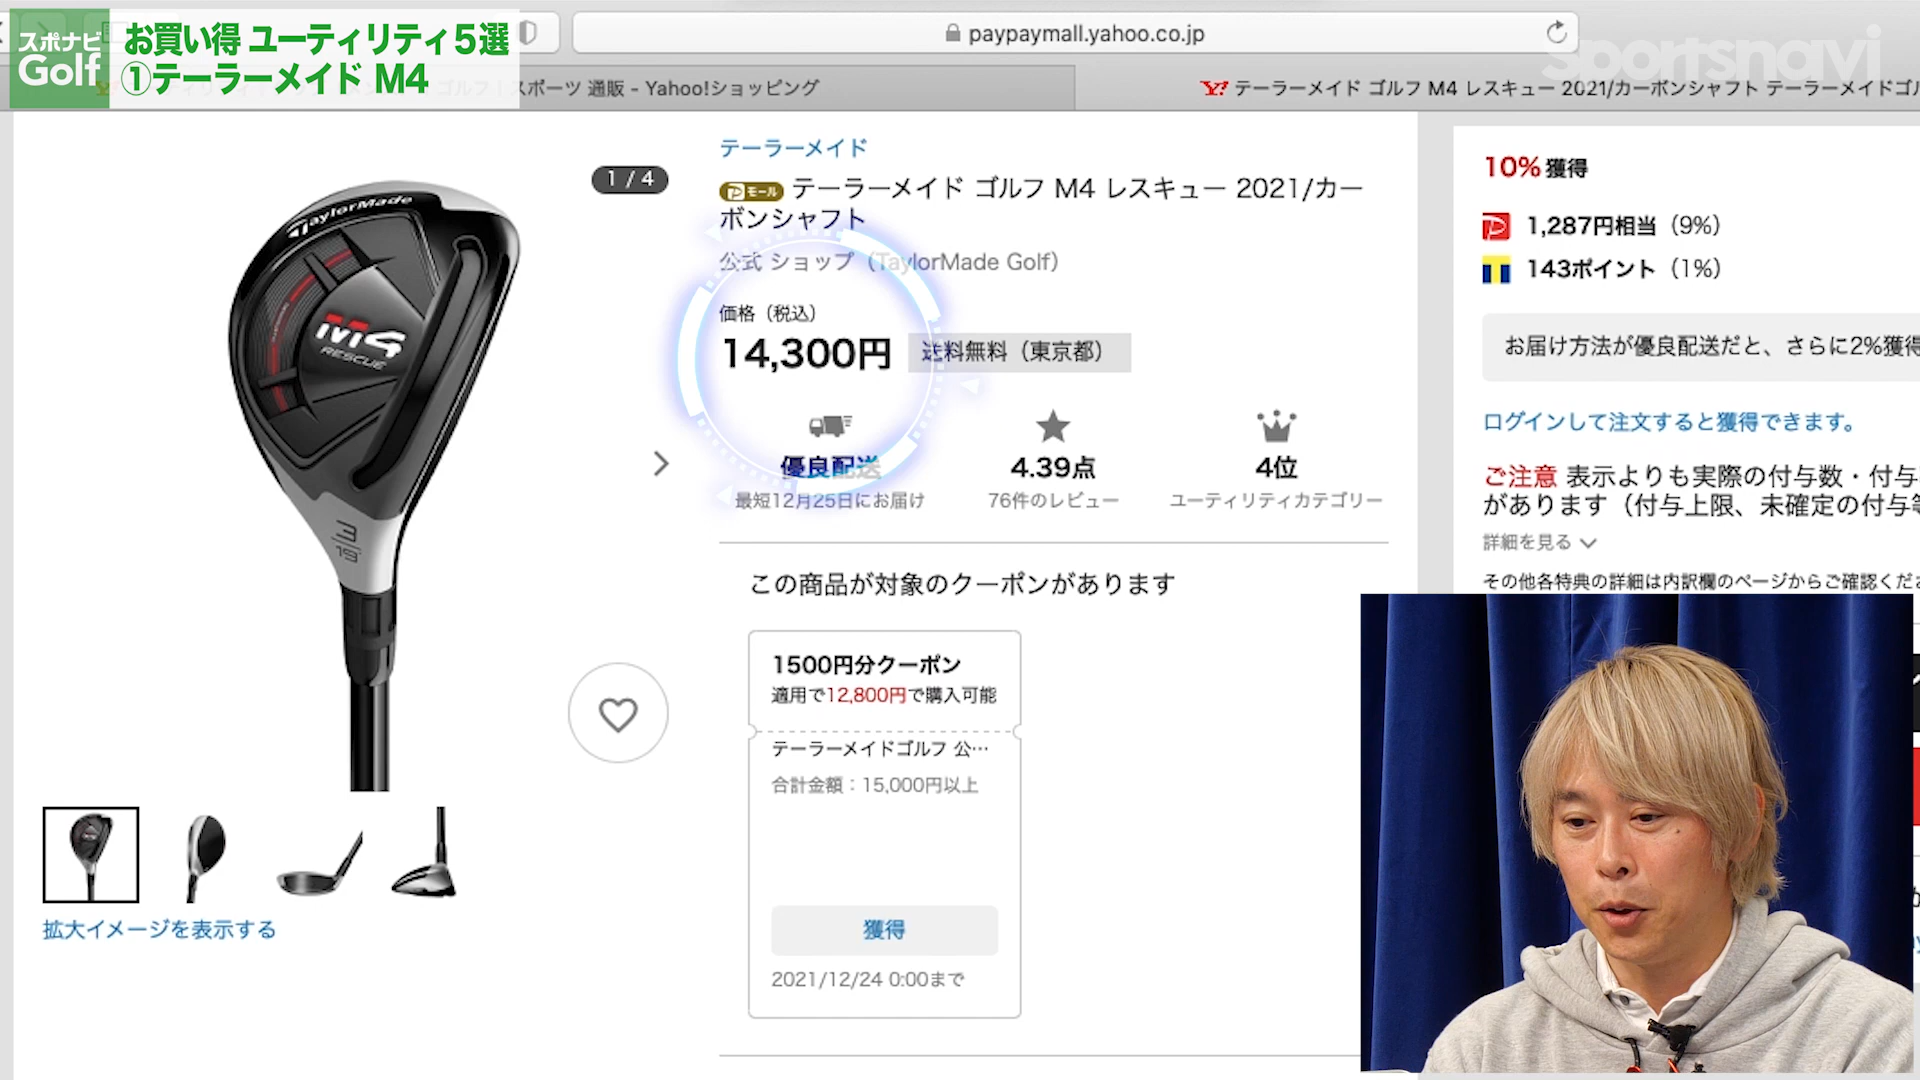 スポナビ
Golf
お買い得 ユーティリティ5選
①テーラーメイド M4
paypaymall.yahoo.co.jp
sportsnavi
ゴルフ | スポーツ 通販 - Yahoo!ショッピング
Y! テーラーメイド ゴルフ M4 レスキュー 2021/カーボンシャフト テーラーメイドゴル
1 / 4
TaylorMade
M4
RESCUE
3
19°
拡大イメージを表示する
テーラーメイド
モール テーラーメイド ゴルフ M4 レスキュー 2021/カー
ボンシャフト
公式 ショップ（TaylorMade Golf）
価格（税込）
14,300円 送料無料（東京都）
優良配送
最短12月25日にお届け
4.39点
76件のレビュー
4位
ユーティリティカテゴリー
この商品が対象のクーポンがあります
1500円分クーポン
適用で12,800円で購入可能
テーラーメイドゴルフ 公…
合計金額：15,000円以上
獲得
2021/12/24 0:00まで
10%獲得
1,287円相当（9%）
143ポイント（1%）
お届け方法が優良配送だと、さらに2%獲得
ログインして注文すると獲得できます。
ご注意 表示よりも実際の付与数・付与
があります（付与上限、未確定の付与等
詳細を見る
その他各特典の詳細は内訳欄のページからご確認くださ